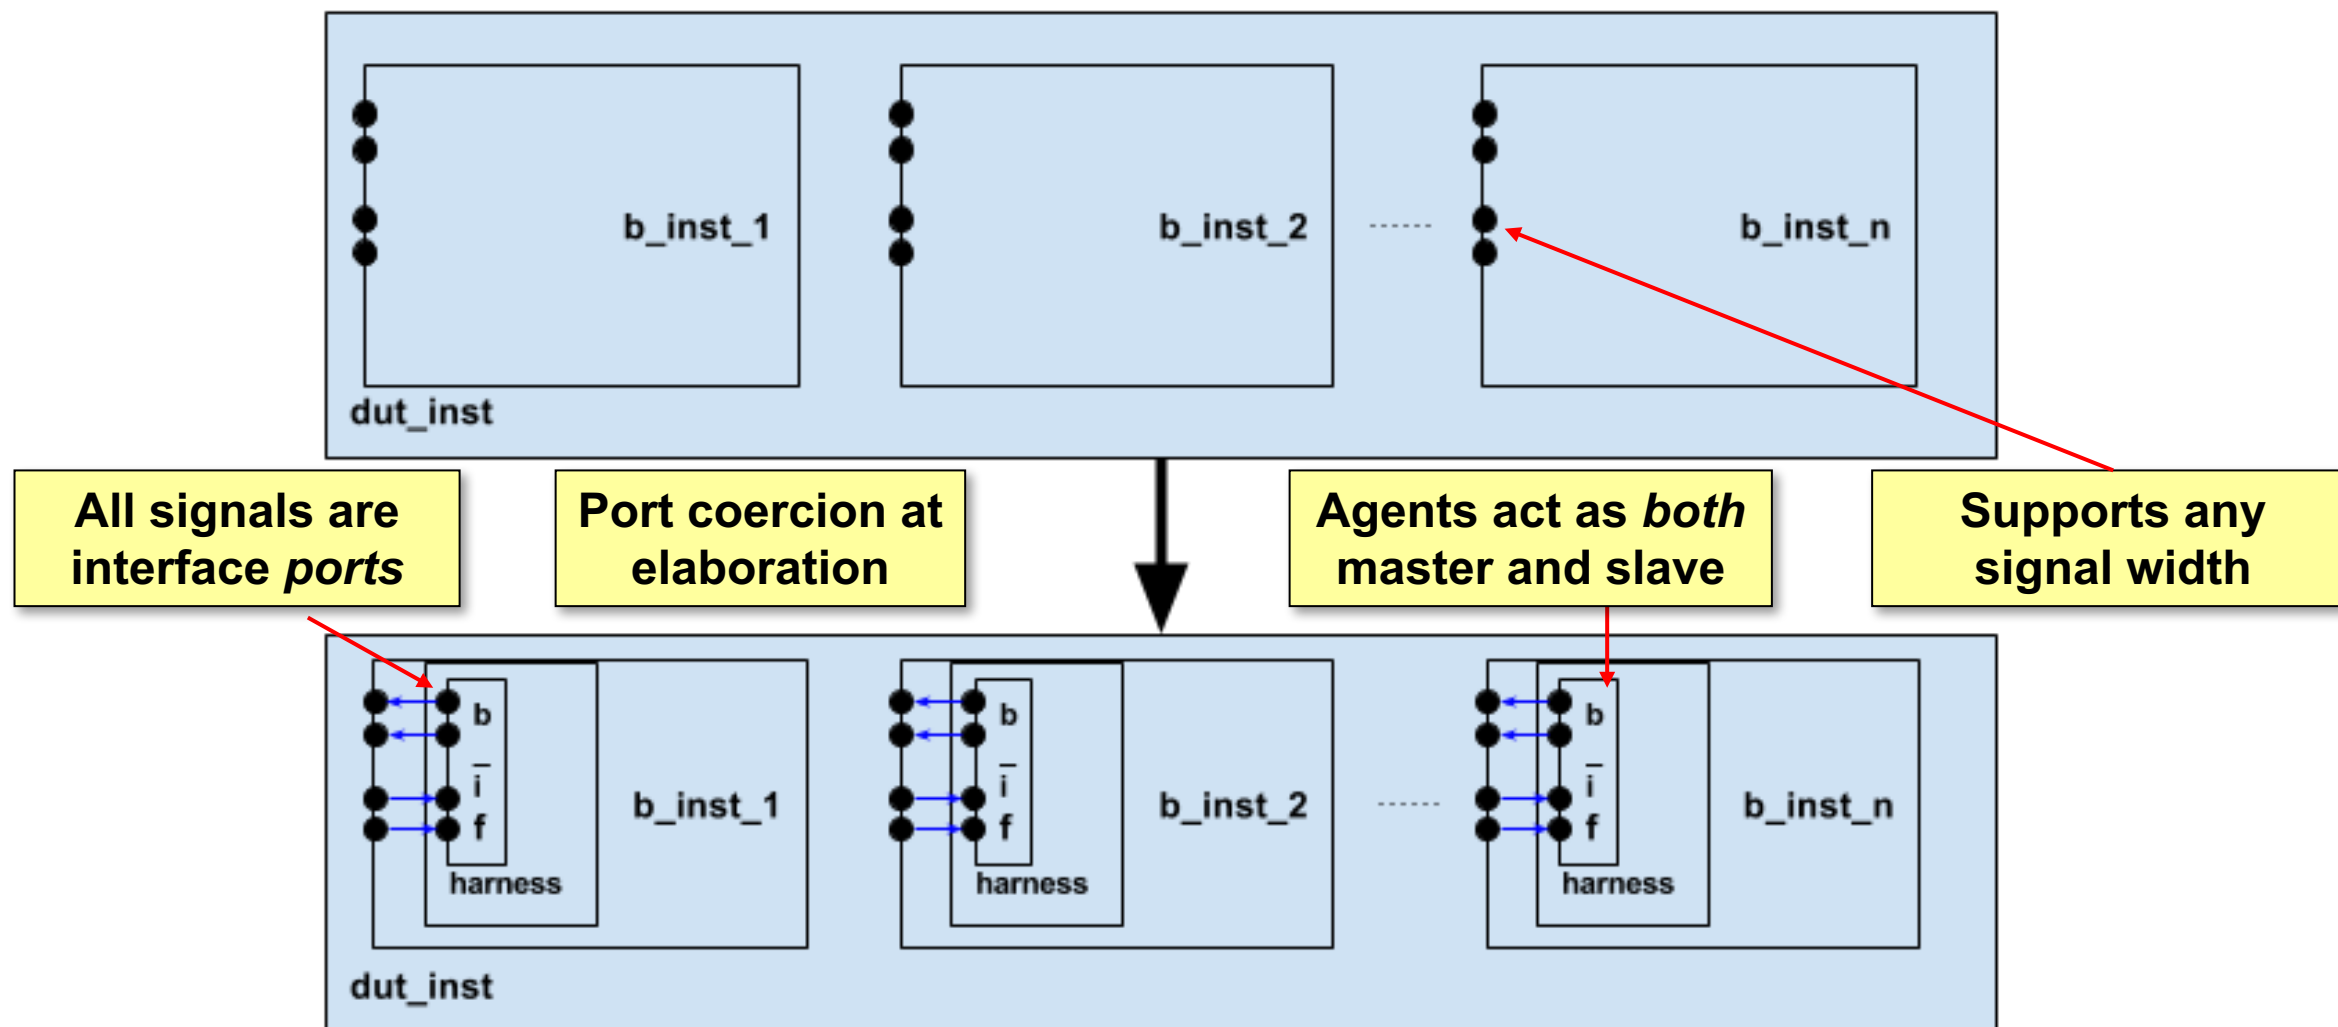 b_inst_1
b_inst_2
b_inst_n
dut_inst
All signals are
interface ports
Port coercion at
elaboration
Agents act as both
master and slave
Supports any
signal width
b
i
f
harness
b_inst_1
b
i
f
harness
b_inst_2
b
i
f
harness
b_inst_n
dut_inst